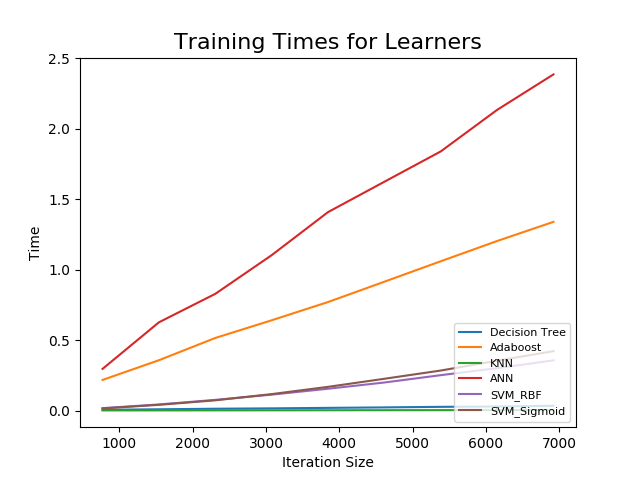 Training Times for Learners
2.5
2.0
1.5
1.0
0.5
0.0
Time
1000
2000
3000
4000
5000
6000
7000
Iteration Size
Decision Tree
Adaboost
KNN
ANN
SVM_RBF
SVM_Sigmoid